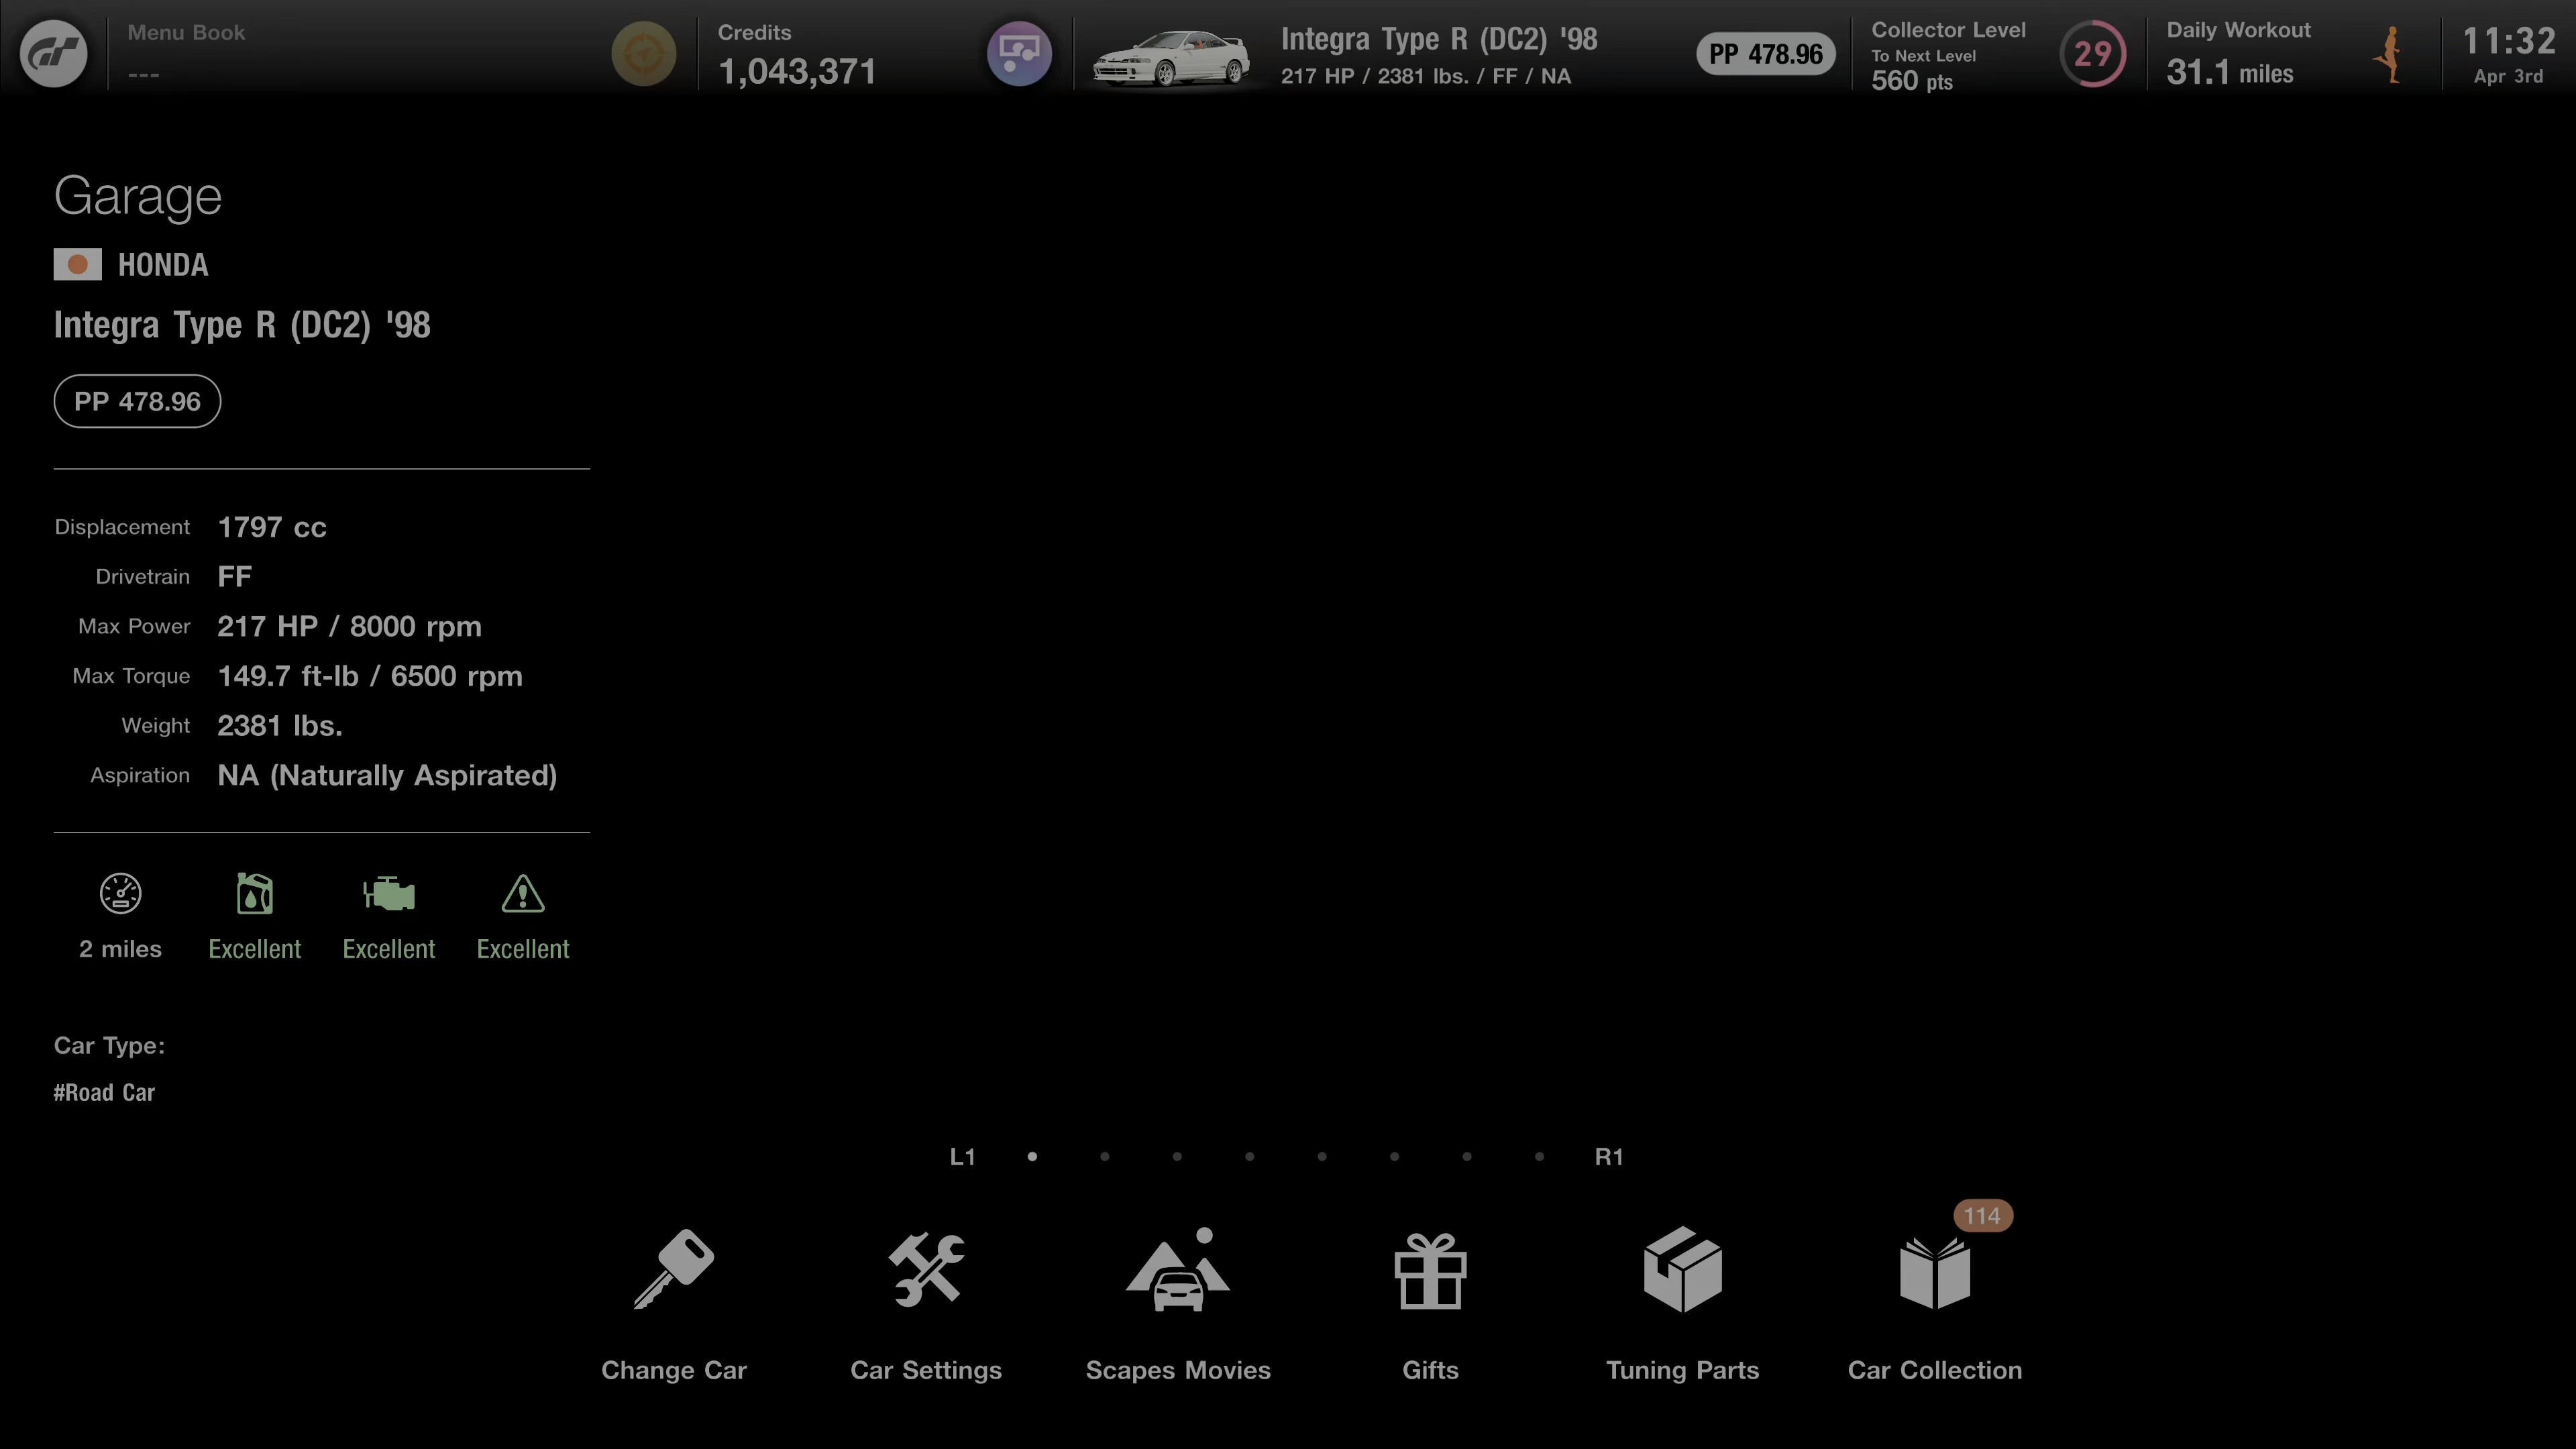 Menu Book
---
Credits
1,043,371
Integra Type R (DC2) '98
217 HP / 2381 lbs. / FF / NA
PP 478.96
Collector Level
To Next Level
560 pts
29
Daily Workout
31.1 miles
11:32
Apr 3rd
Garage
HONDA
Integra Type R (DC2) '98
PP 478.96
Displacement 1797 cc
Drivetrain FF
Max Power 217 HP / 8000 rpm
Max Torque 149.7 ft-lb / 6500 rpm
Weight 2381 lbs.
Aspiration NA (Naturally Aspirated)
2 miles Excellent Excellent Excellent
Car Type:
#Road Car
L1 R1
114
Change Car Car Settings Scapes Movies Gifts Tuning Parts Car Collection